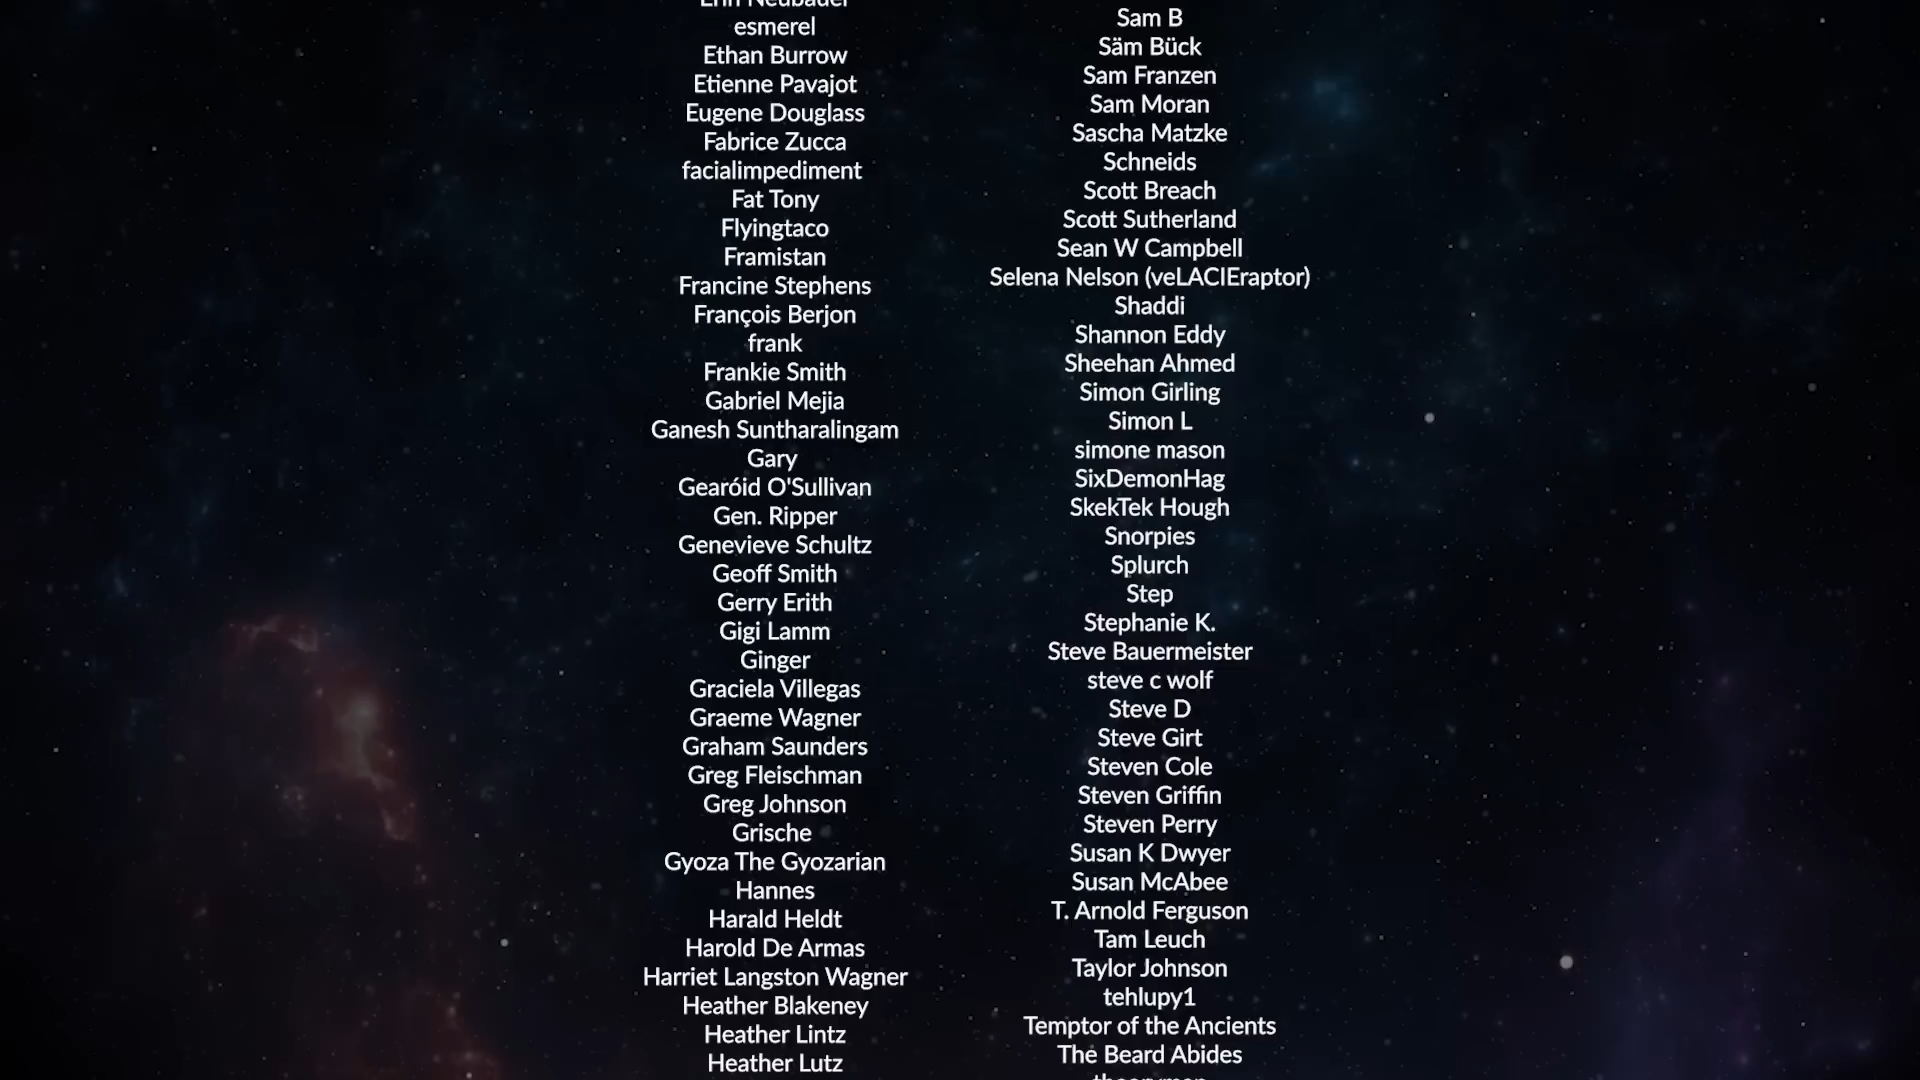 esmerel
Ethan Burrow
Etienne Pavajot
Eugene Douglass
Fabrice Zucca
facialimpediment
Fat Tony
Flyingtaco
Framistan
Francine Stephens
François Berjon
frank
Frankie Smith
Gabriel Mejia
Ganesh Suntharalingam
Gary
Gearóid O'Sullivan
Gen. Ripper
Genevieve Schultz
Geoff Smith
Gerry Erith
Gigi Lamm
Ginger
Graciela Villegas
Graeme Wagner
Graham Saunders
Greg Fleischman
Greg Johnson
Grische
Gyoza The Gyozarian
Hannes
Harald Heldt
Harold De Armas
Harriet Langston Wagner
Heather Blakeney
Heather Lintz
Heather Lutz
Sam B
Säm Bück
Sam Franzen
Sam Moran
Sascha Matzke
Schneids
Scott Breach
Scott Sutherland
Sean W Campbell
Selena Nelson (veLACIEraptor)
Shaddi
Shannon Eddy
Sheehan Ahmed
Simon Girling
Simon L
simone mason
SixDemonHag
SkekTek Hough
Snorpies
Splurch
Step
Stephanie K.
Steve Bauermeister
steve c wolf
Steve D
Steve Girt
Steven Cole
Steven Griffin
Steven Perry
Susan K Dwyer
Susan McAbee
T. Arnold Ferguson
Tam Leuch
Taylor Johnson
tehlupy1
Temptor of the Ancients
The Beard Abides